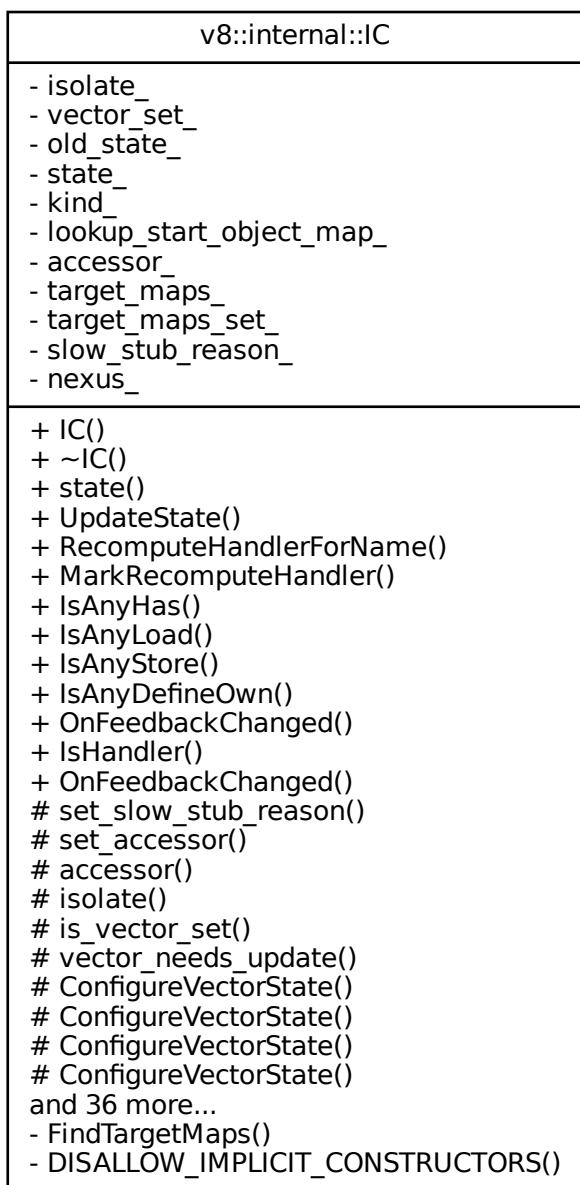 v8::internal::IC
- isolate_
- vector_set_
- old_state_
- state_
- kind_
- lookup_start_object_map_
- accessor_
- target_maps_
- target_maps_set_
- slow_stub_reason_
- nexus_
+ IC()
+ ~IC()
+ state()
+ UpdateState()
+ RecomputeHandlerForName()
+ MarkRecomputeHandler()
+ IsAnyHas()
+ IsAnyLoad()
+ IsAnyStore()
+ IsAnyDefineOwn()
+ OnFeedbackChanged()
+ IsHandler()
+ OnFeedbackChanged()
# set_slow_stub_reason()
# set_accessor()
# accessor()
# isolate()
# is_vector_set()
# vector_needs_update()
# ConfigureVectorState()
# ConfigureVectorState()
# ConfigureVectorState()
# ConfigureVectorState()
and 36 more...
- FindTargetMaps()
- DISALLOW_IMPLICIT_CONSTRUCTORS()